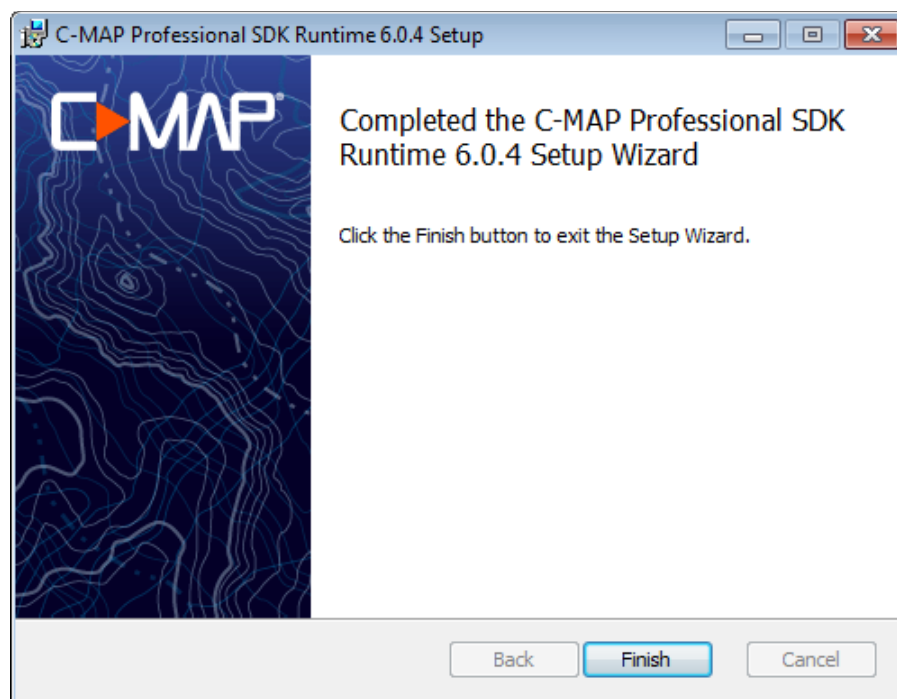 C-MAP Professional SDK Runtime 6.0.4 Setup
C-MAP®
Completed the C-MAP Professional SDK
Runtime 6.0.4 Setup Wizard
Click the Finish button to exit the Setup Wizard.
Back
Finish
Cancel